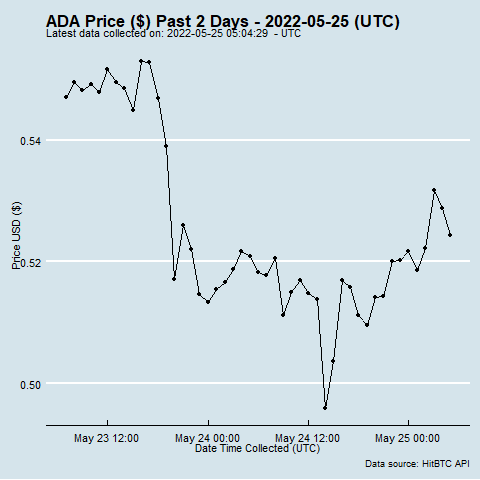 ADA Price ($) Past 2 Days - 2022-05-25 (UTC)
Latest data collected on: 2022-05-25 05:04:29 - UTC
Price USD ($)
0.54
0.52
0.50
May 23 12:00
May 24 00:00
May 24 12:00
May 25 00:00
Date Time Collected (UTC)
Data source: HitBTC API